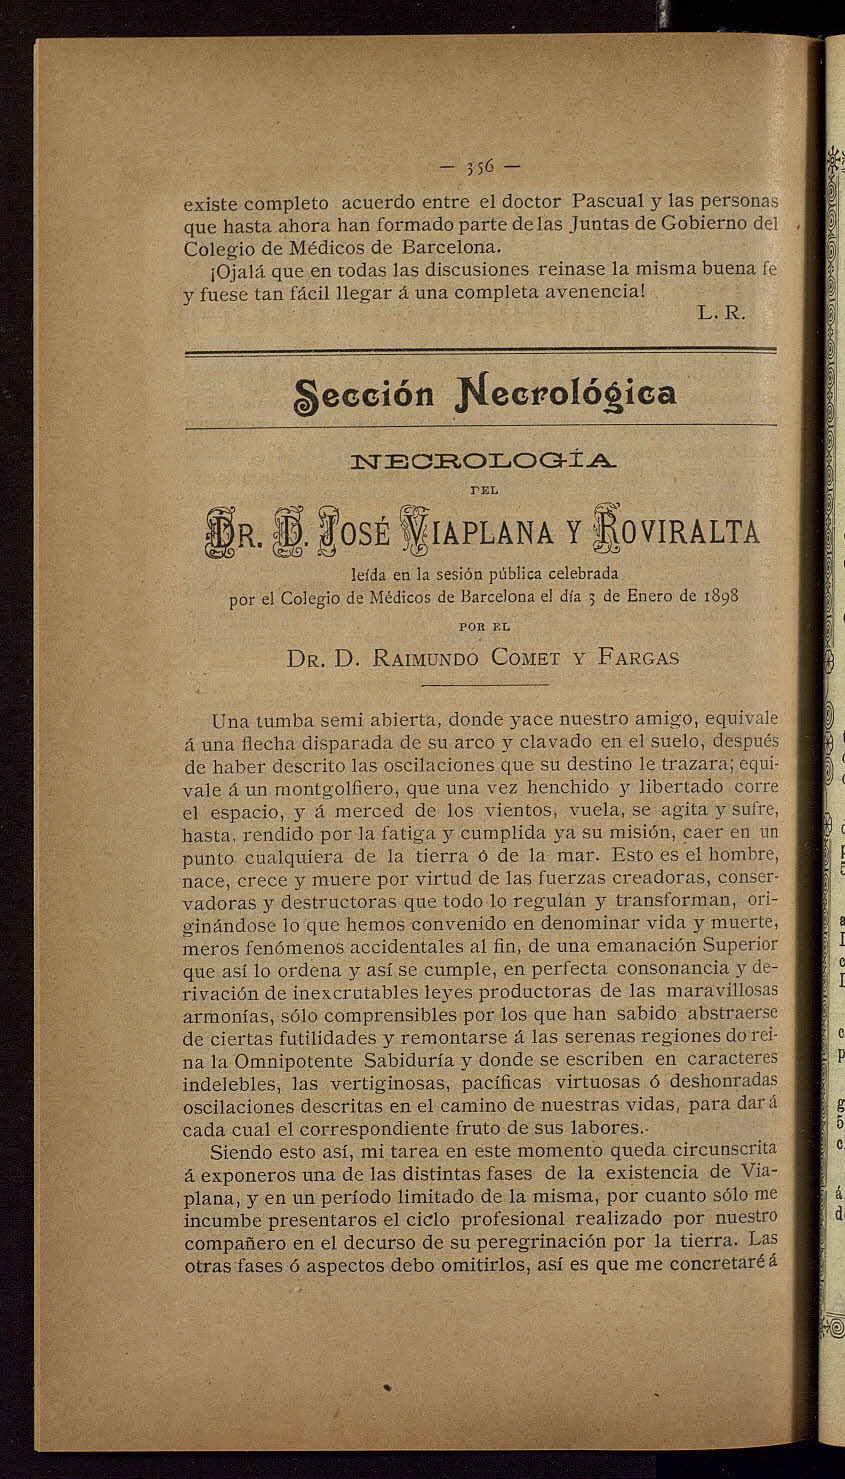 — 356 —
existe completo acuerdo entre el doctor Pascual y las personas
que hasta ahora han formado parte de las Juntas de Gobierno del
Colegio de Médicos de Barcelona.
¡Ojalá que en todas las discusiones reinase la misma buena fe
y fuese tan fácil llegar á una completa avenencia!
L. R.
Sección Necrológica
NECROLOGÍA
DEL
DR. D. JOSÉ VIAPLANA Y ROVIRALTA
leída en la sesión pública celebrada
por el Colegio de Médicos de Barcelona el día 3 de Enero de 1898
POR EL
DR. D. RAIMUNDO COMET Y FARGAS
Una tumba semi abierta, donde yace nuestro amigo, equivale
á una flecha disparada de su arco y clavado en el suelo, después
de haber descrito las oscilaciones que su destino le trazara; equi-
vale á un montgolfiero, que una vez henchido y libertado corre
el espacio, y á merced de los vientos, vuela, se agita y sufre,
hasta, rendido por la fatiga y cumplida ya su misión, caer en un
punto cualquiera de la tierra ó de la mar. Esto es el hombre,
nace, crece y muere por virtud de las fuerzas creadoras, conser-
vadoras y destructoras que todo lo regulan y transforman, ori-
ginándose lo que hemos convenido en denominar vida y muerte,
meros fenómenos accidentales al fin, de una emanación Superior
que así lo ordena y así se cumple, en perfecta consonancia y de-
rivación de inexcrutables leyes productoras de las maravillosas
armonías, sólo comprensibles por los que han sabido abstraerse
de ciertas futilidades y remontarse á las serenas regiones do rei-
na la Omnipotente Sabiduría y donde se escriben en caracteres
indelebles, las vertiginosas, pacíficas virtuosas ó deshonradas
oscilaciones descritas en el camino de nuestras vidas, para dar á
cada cual el correspondiente fruto de sus labores.
Siendo esto así, mi tarea en este momento queda circunscrita
á exponeros una de las distintas fases de la existencia de Via-
plana, y en un período limitado de la misma, por cuanto sólo me
incumbe presentaros el ciclo profesional realizado por nuestro
compañero en el decurso de su peregrinación por la tierra. Las
otras fases ó aspectos debo omitirlos, así es que me concretaré á